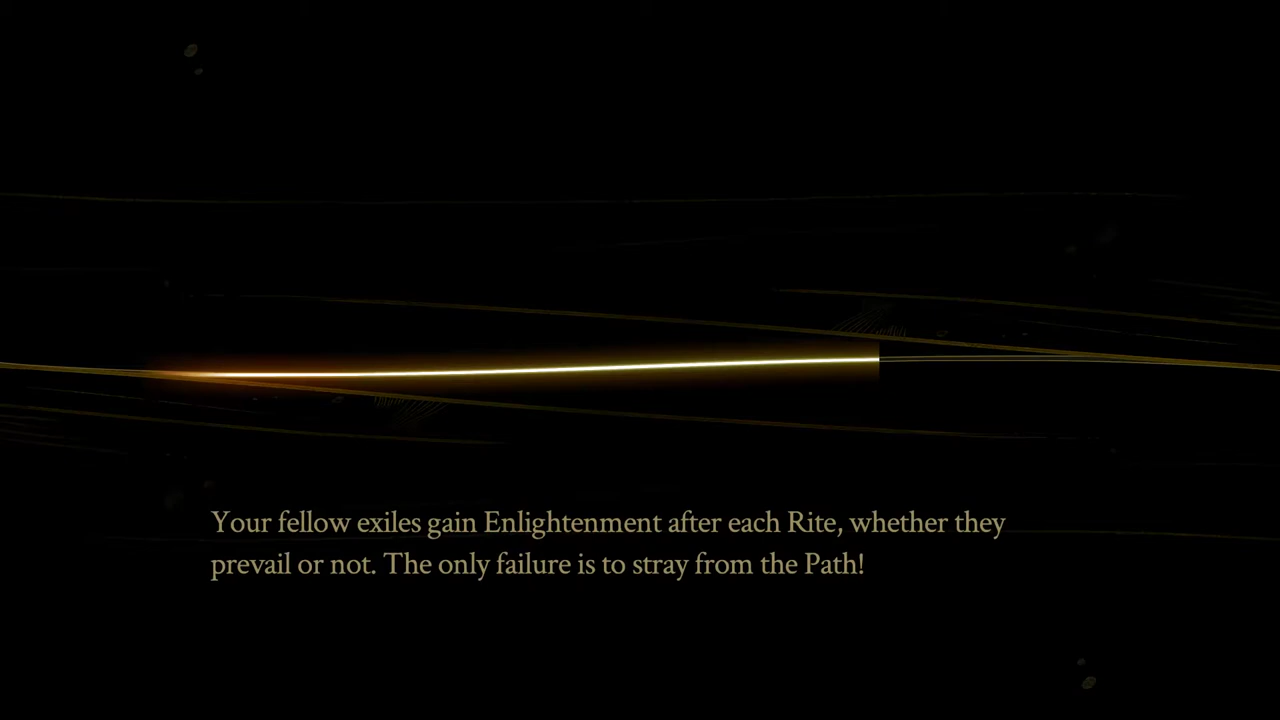 Your fellow exiles gain Enlightenment after each Rite, whether they
prevail or not. The only failure is to stray from the Path!